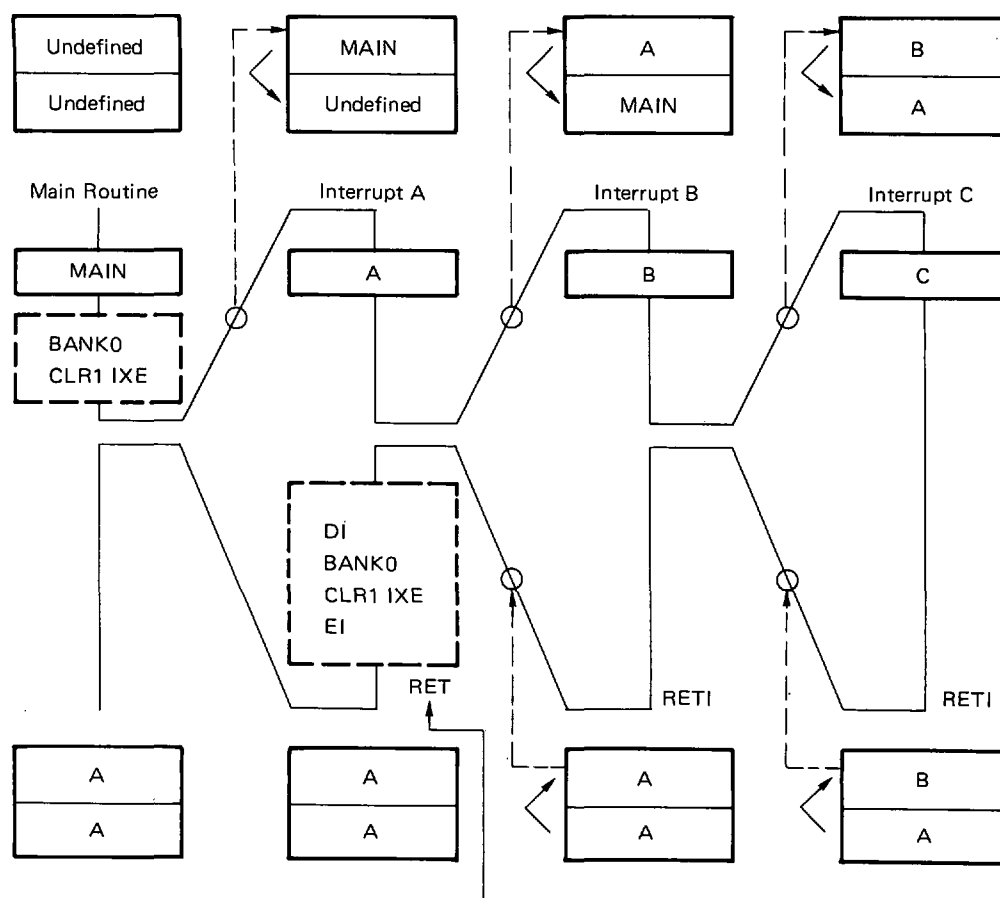 Undefined
Undefined
MAIN
Undefined
A
MAIN
B
A
Main Routine
Interrupt A
Interrupt B
Interrupt C
MAIN
A
B
C
BANK0
CLR1 IXE
DI
BANK0
CLR1 IXE
EI
RET
RETI
RETI
A
A
A
A
A
A
B
A